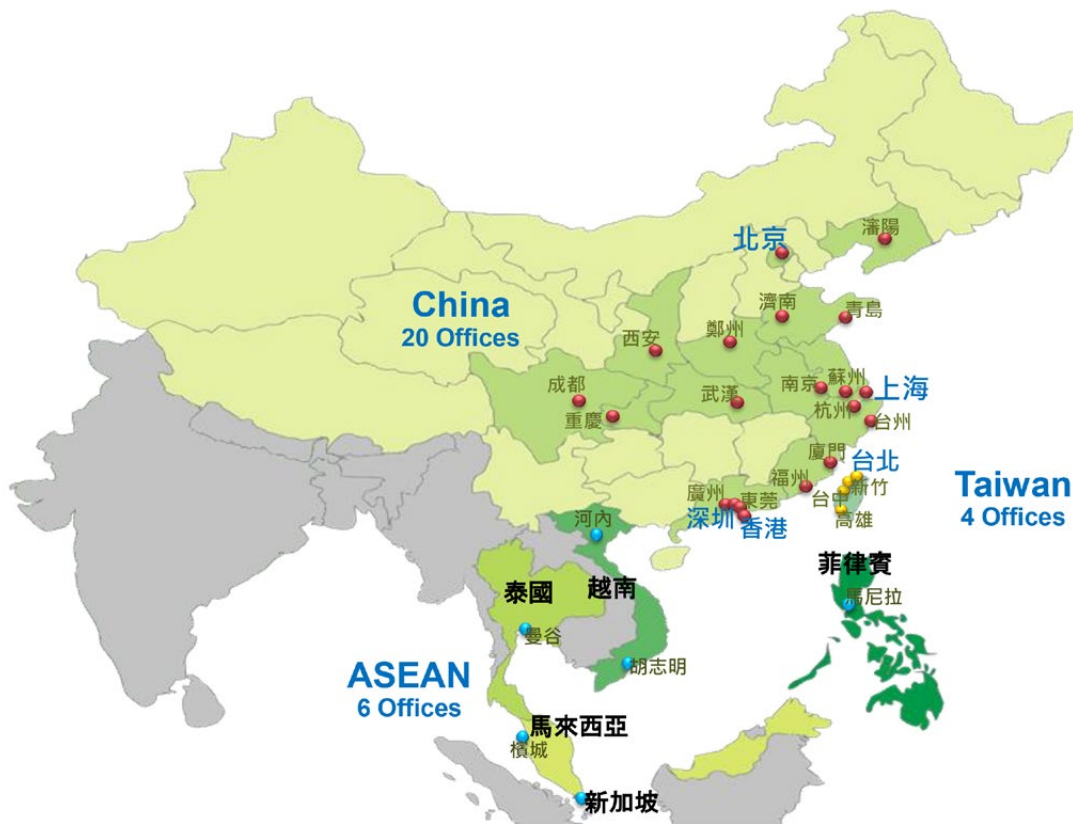 北京
瀋陽
China
20 Offices
濟南
青島
西安
鄭州
成都
重慶
武漢
南京
蘇州
上海
杭州
台州
廈門
台北
福州
新竹
台中
高雄
廣州
東莞
深圳
香港
Taiwan
4 Offices
河內
泰國
越南
菲律賓
馬尼拉
曼谷
胡志明
ASEAN
6 Offices
馬來西亞
檳城
新加坡